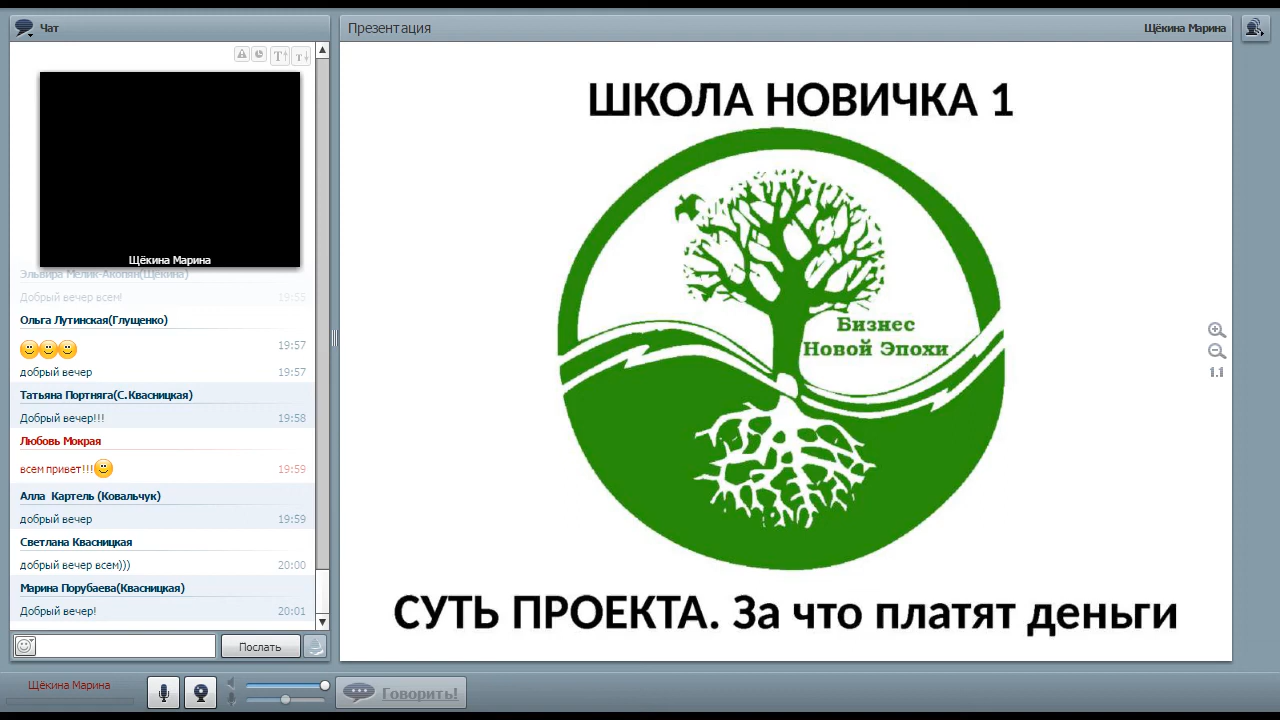 Чат
Щёкина Марина
Эльвира Мелик-Акопян(Щёкина)
Добрый вечер всем! 19:55
Ольга Лутинская(Глущенко)
19:57
добрый вечер 19:57
Татьяна Портняга(С.Квасницкая)
Добрый вечер!!! 19:58
Любовь Мокрая
всем привет!!! 19:59
Алла Картель (Ковальчук)
добрый вечер 19:59
Светлана Квасницкая
добрый вечер всем))) 20:00
Марина Порубаева(Квасницкая)
Добрый вечер! 20:01
Послать
Щёкина Марина
Говорить!
Презентация
Щёкина Марина
ШКОЛА НОВИЧКА 1
Бизнес
Новой Эпохи
СУТЬ ПРОЕКТА. За что платят деньги
1.1